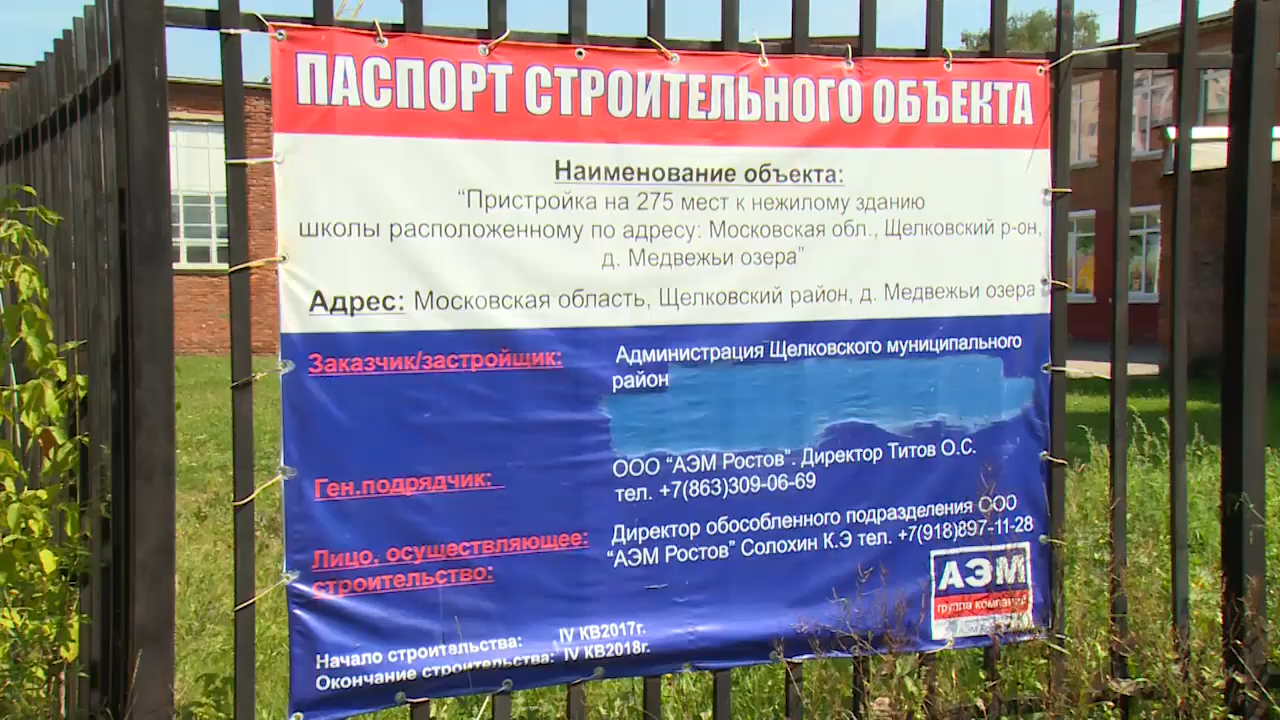 ПАСПОРТ СТРОИТЕЛЬНОГО ОБЪЕКТА
Наименование объекта:
“Пристройка на 275 мест к нежилому зданию
школы расположенному по адресу: Московская обл., Щелковский р-он,
д. Медвежьи озера”
Адрес: Московская область, Щелковский район, д. Медвежьи озера
Заказчик/застройщик:
Администрация Щелковского муниципального
район
Ген.подрядчик:
ООО “АЭМ Ростов”. Директор Титов О.С.
тел. +7(863)309-06-69
Лицо, осуществляющее:
строительство:
Директор обособленного подразделения ООО
“АЭМ Ростов” Солохин К.Э тел. +7(918)897-11-28
АЭМ
группа компаний
Начало строительства: IV КВ2017г.
Окончание строительства: IV КВ2018г.